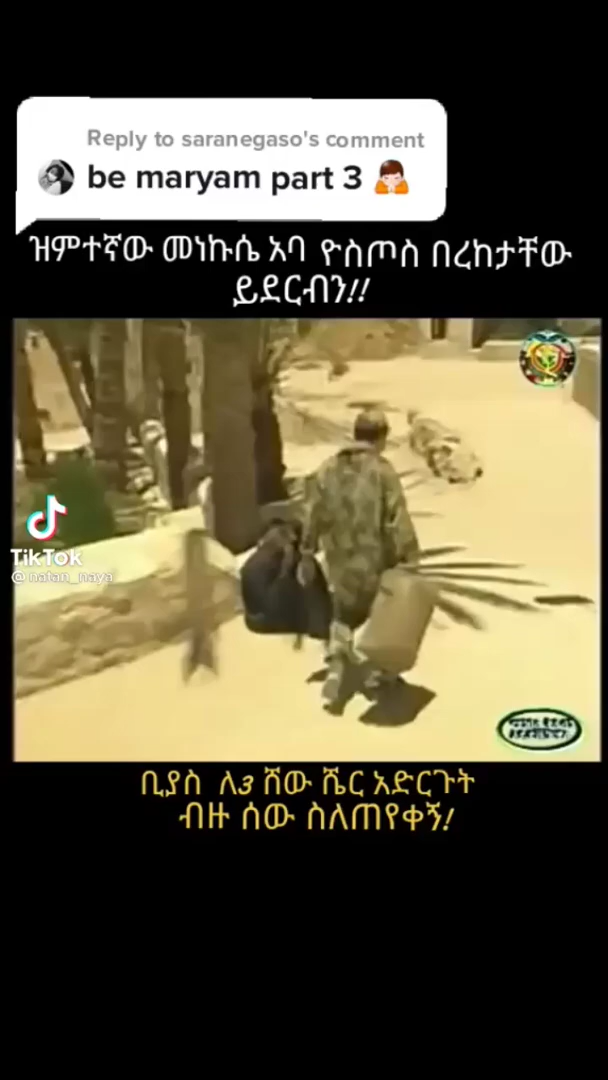 Reply to saranegaso's comment
be maryam part 3 🙏
ዝምተኛው መነኩሴ አባ ዮስጦስ በረከታቸው
ይደርብን!!
TikTok
@natan_naya
ቢያስ ለ3 ሸው ሼር አድርጉት
ብዙ ሰው ስለጠየቀኝ!